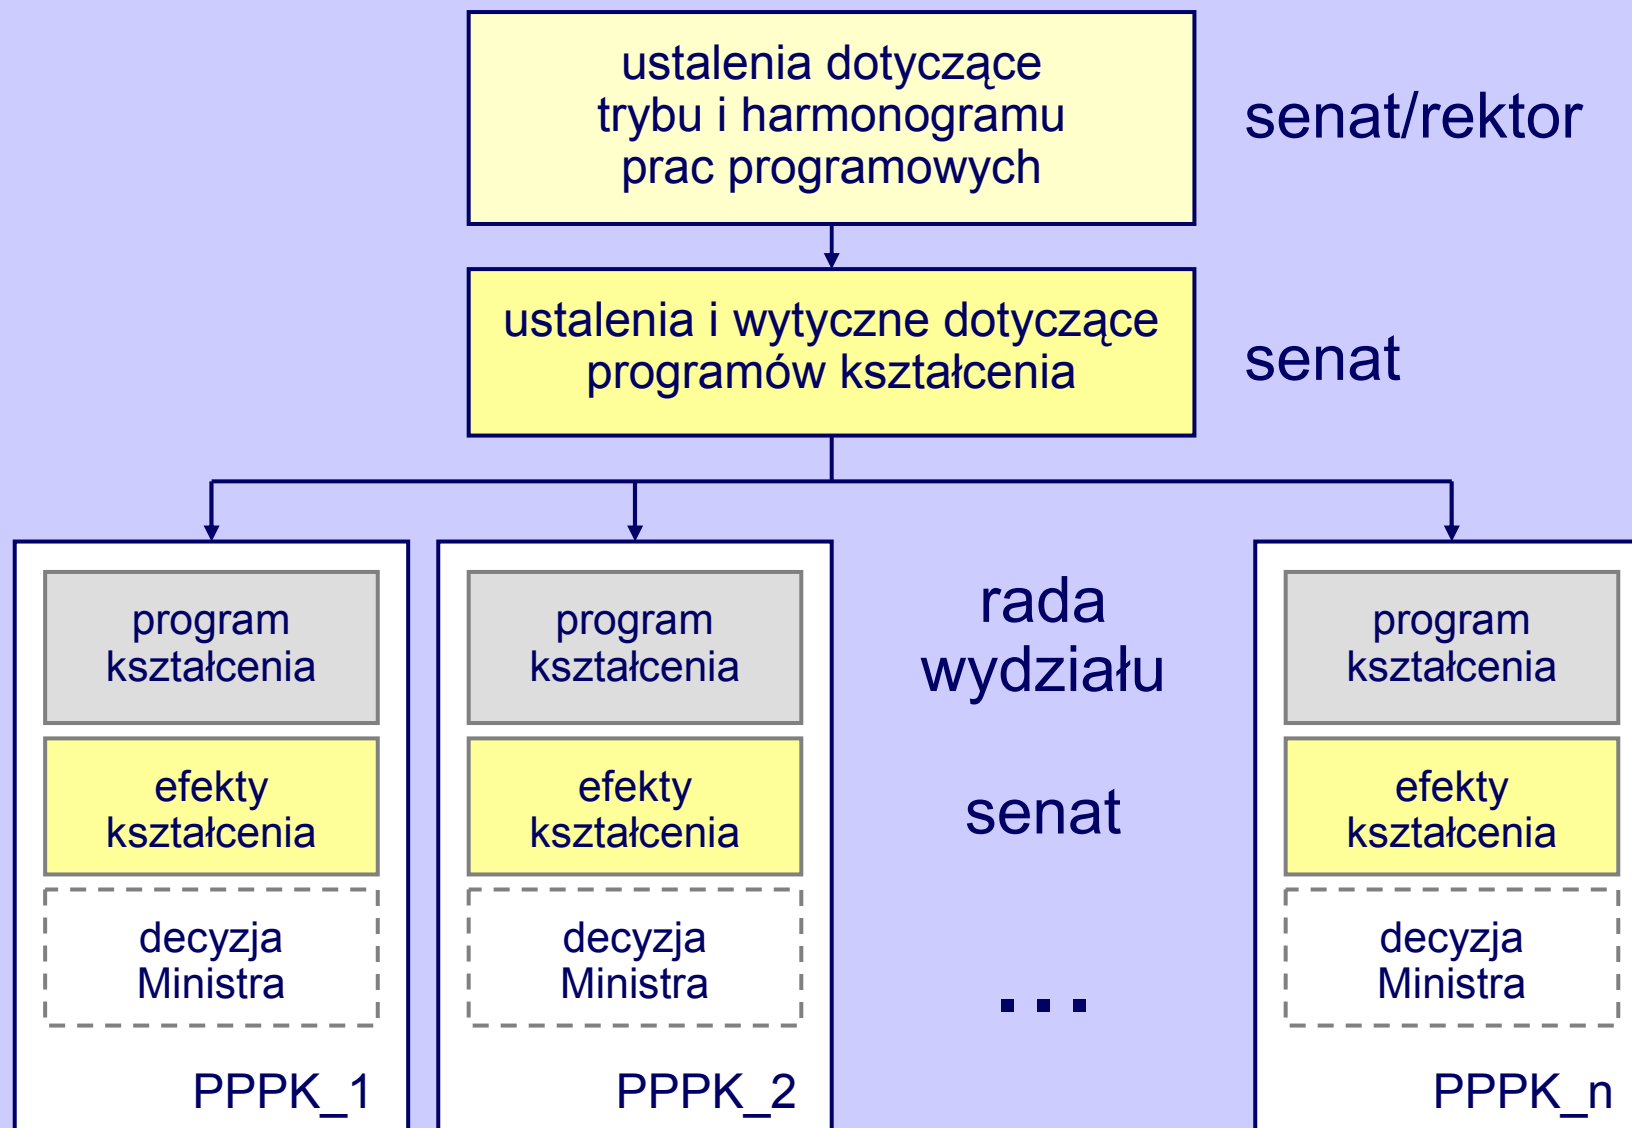 ustalenia dotyczące
trybu i harmonogramu
prac programowych
senat/rektor
ustalenia i wytyczne dotyczące
programów kształcenia
senat
program
kształcenia
efekty
kształcenia
decyzja
Ministra
PPPK_1
program
kształcenia
efekty
kształcenia
decyzja
Ministra
PPPK_2
rada
wydziału
senat
...
program
kształcenia
efekty
kształcenia
decyzja
Ministra
PPPK_n